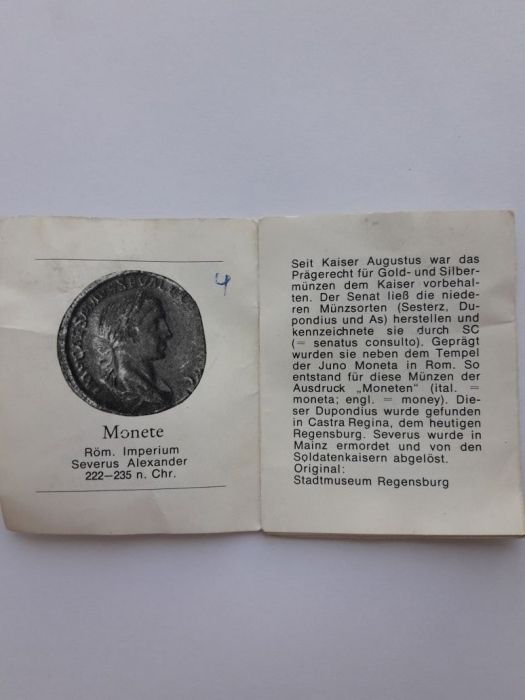 4
Monete
Röm. Imperium
Severus Alexander
222—235 n. Chr.
Seit Kaiser Augustus war das
Prägerecht für Gold- und Silber-
münzen dem Kaiser vorbehal-
ten. Der Senat ließ die niede-
ren Münzsorten (Sesterz, Du-
pondius und As) herstellen und
kennzeichnete sie durch SC
(= senatus consulto). Geprägt
wurden sie neben dem Tempel
der Juno Moneta in Rom. So
entstand für diese Münzen der
Ausdruck „Moneten" (ital. =
moneta; engl. = money). Die-
ser Dupondius wurde gefunden
in Castra Regina, dem heutigen
Regensburg. Severus wurde in
Mainz ermordet und von den
Soldatenkaisern abgelöst.
Original:
Stadtmuseum Regensburg